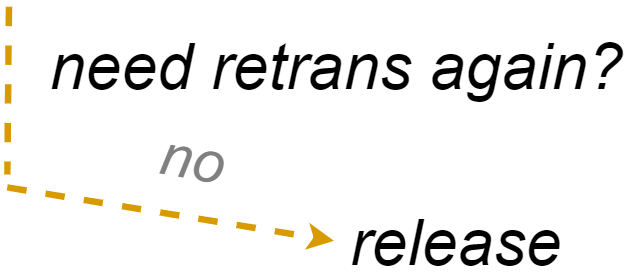 need retrans again?
no
release